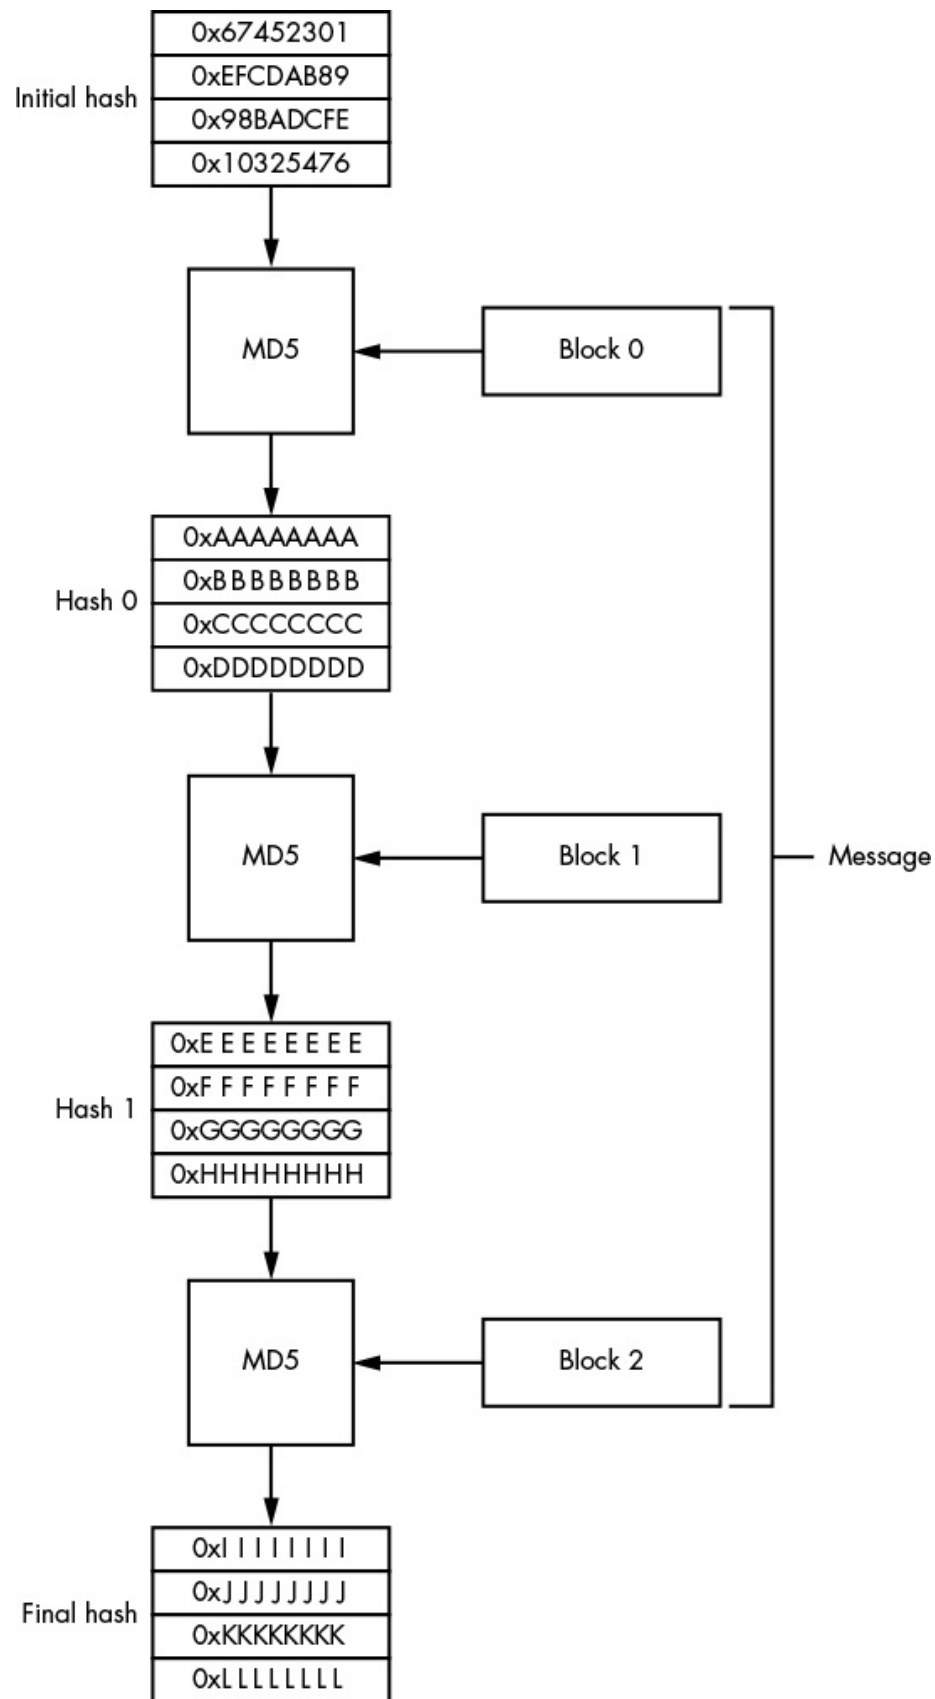 0x67452301
0xEFCDAB89
Initial hash
0x98BADCFE
0x10325476
MD5
Block 0
0xAAAAAAAA
0xBBBBBBBB
Hash 0
0xCCCCCCCC
0xDDDDDDDD
MD5
Block 1
Message
0xEEEEEEEE
0xFFFFFFFF
Hash 1
0xGGGGGGGG
0xHHHHHHHH
MD5
Block 2
0xIIIIIIII
0xJJJJJJJJ
Final hash
0xKKKKKKKK
0xLLLLLLLL